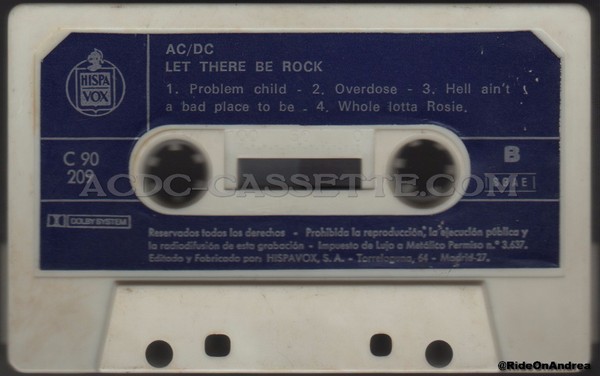 AC/DC
LET THERE BE ROCK
HISPA
VOX
1. Problem child - 2. Overdose - 3. Hell ain't
a bad place to be - 4. Whole lotta Rosie.
C 90
209
B
SGAE
ACDC-CASSETTE.COM
DOLBY SYSTEM
Reservados todos los derechos - Prohibida la reproducción, la ejecución pública y
la radiodifusión de esta grabación - Impuesto de Lujo a Metálico Permiso n.º 3.637.
Editado y Fabricado por: HISPAVOX, S. A. - Torrelaguna, 64 - Madrid-27.
@RideOnAndrea